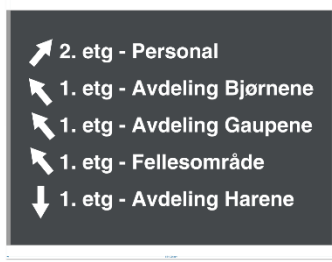 2. etg - Personal
1. etg - Avdeling Bjørnene
1. etg - Avdeling Gaupene
1. etg - Fellesområde
1. etg - Avdeling Harene